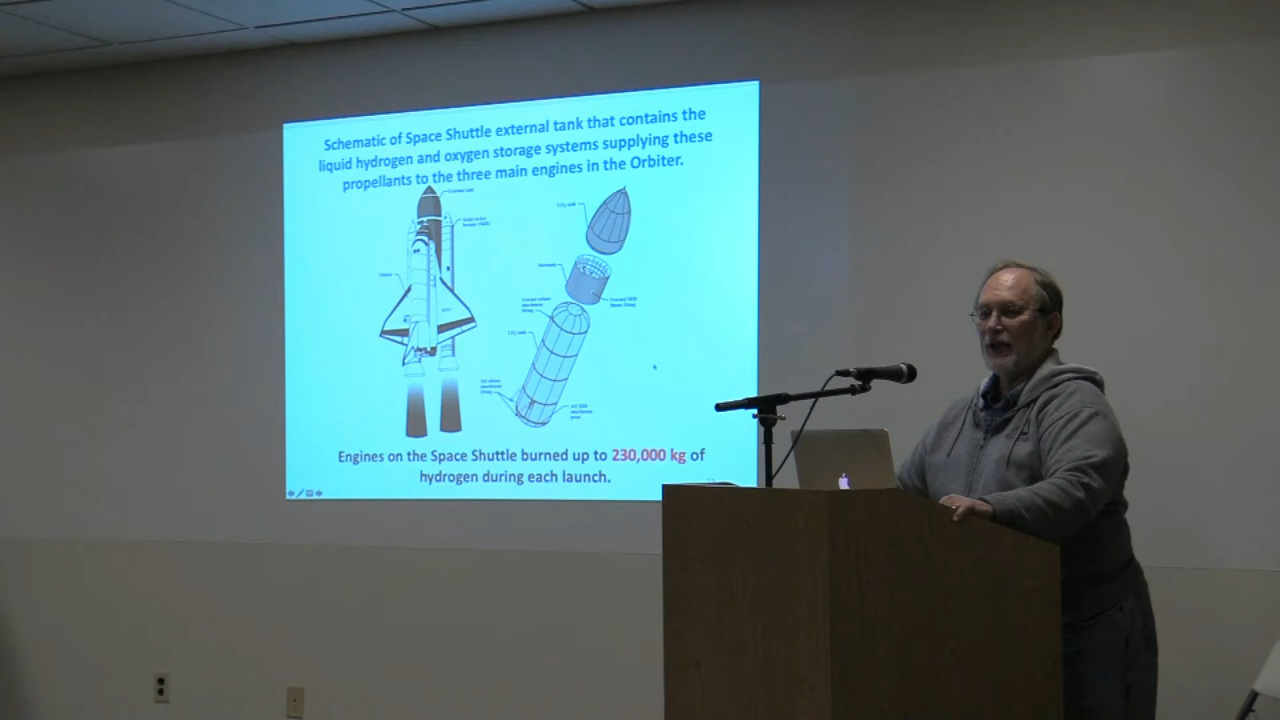 Schematic of Space Shuttle external tank that contains the
liquid hydrogen and oxygen storage systems supplying these
propellants to the three main engines in the Orbiter.
Engines on the Space Shuttle burned up to 230,000 kg of
hydrogen during each launch.